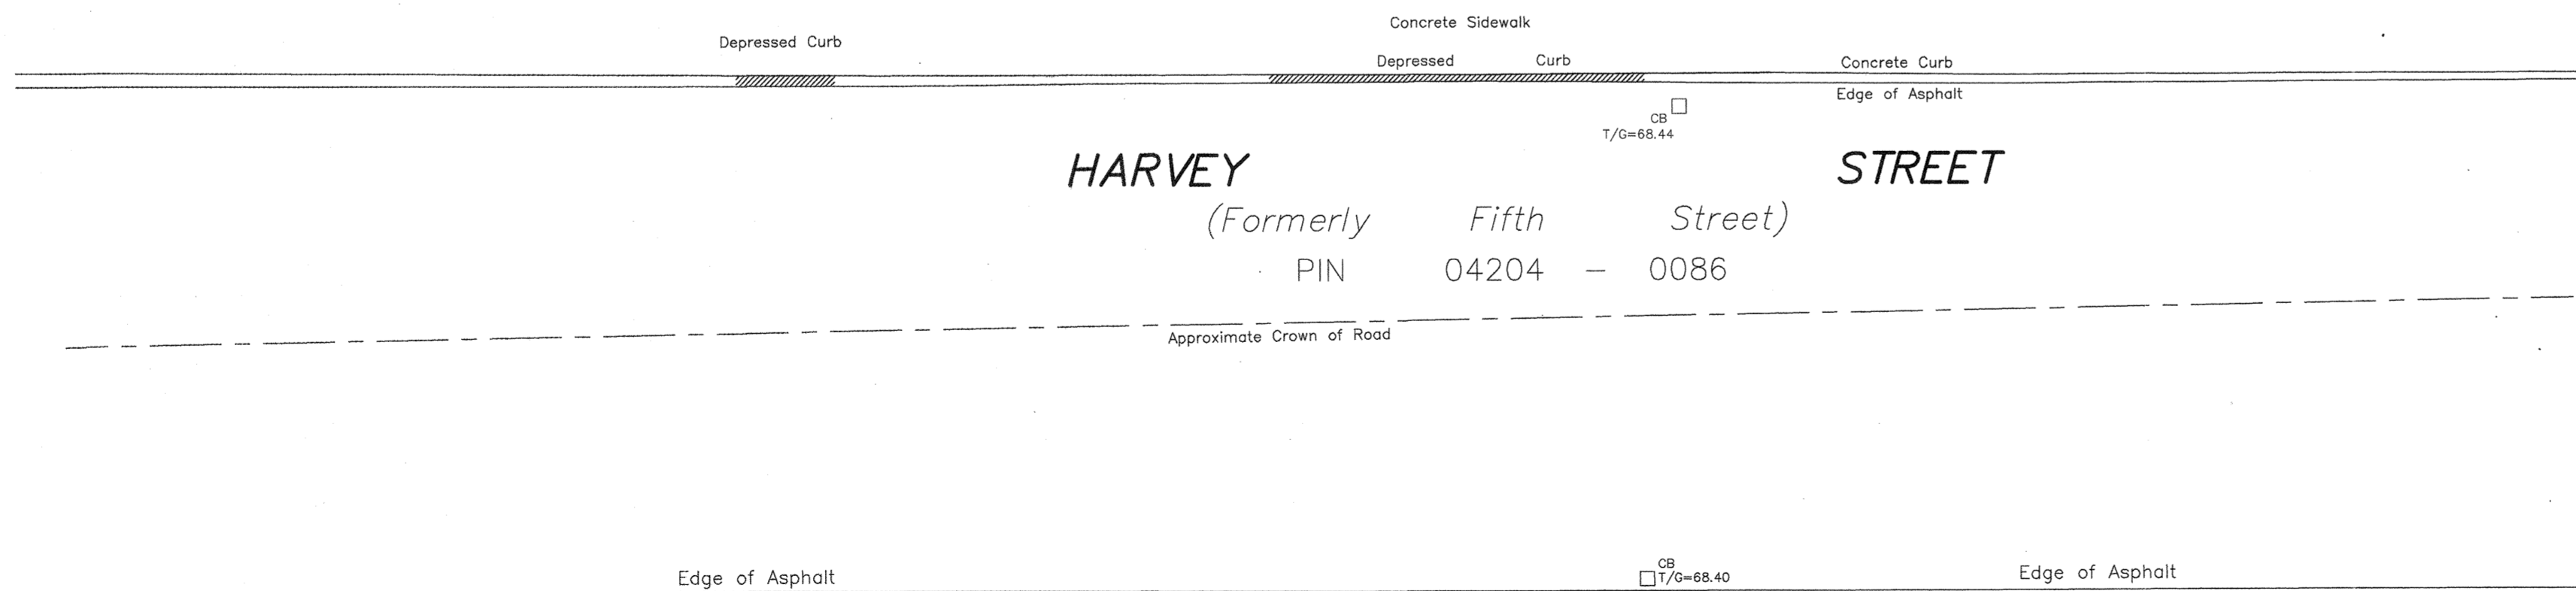 Concrete Sidewalk
Depressed Curb
Depressed Curb
Concrete Curb
Edge of Asphalt
CB
T/G=68.44
HARVEY STREET
(Formerly Fifth Street)
PIN 04204 - 0086
Approximate Crown of Road
CB
T/G=68.40
Edge of Asphalt
Edge of Asphalt